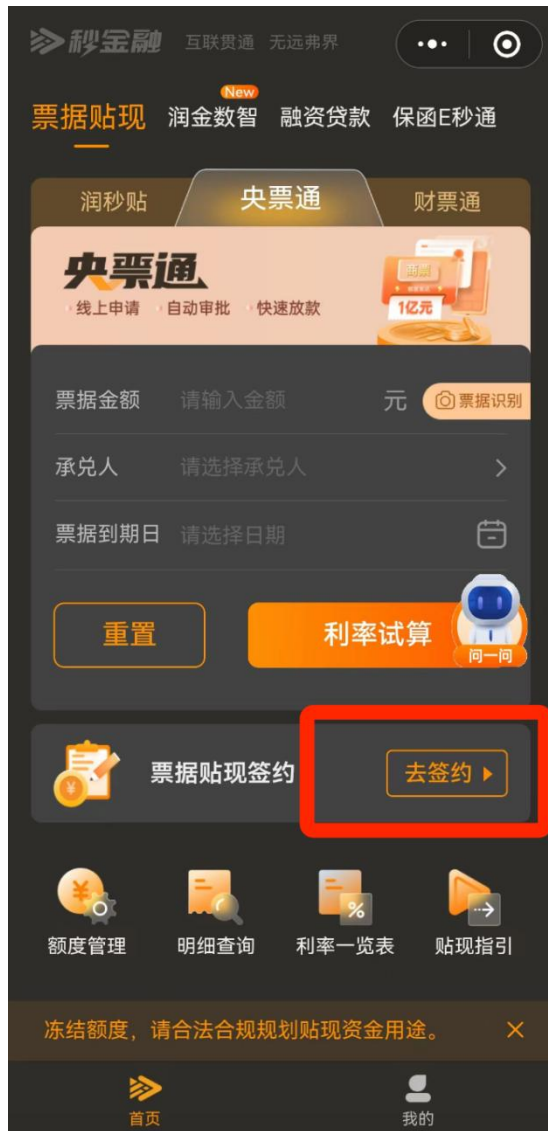 秒金融 互联贯通 无远弗界
New
票据贴现 润金数智 融资贷款 保函E秒通
润秒贴 央票通 财票通
央票通
线上申请 自动审批 快速放款
商票
1亿元
票据金额 请输入金额 元 票据识别
承兑人 请选择承兑人
票据到期日 请选择日期
重置 利率试算
问一问
票据贴现签约 去签约
额度管理 明细查询 利率一览表 贴现指引
冻结额度，请合法合规规划贴现资金用途。
首页 我的